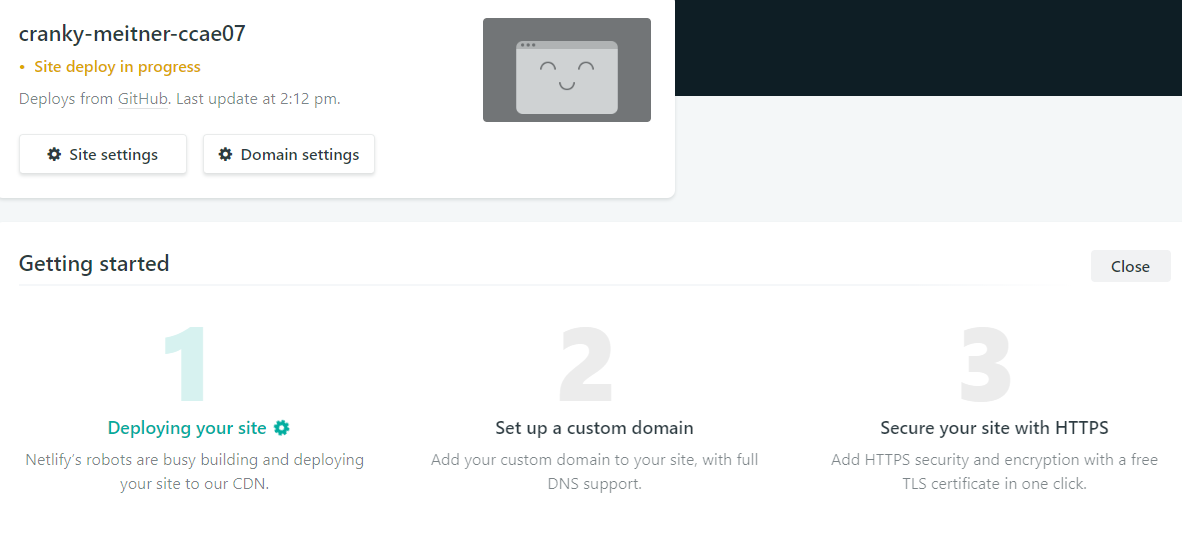 cranky-meitner-ccae07
• Site deploy in progress
Deploys from GitHub. Last update at 2:12 pm.
Site settings
Domain settings
Getting started
Close
1
Deploying your site
Netlify's robots are busy building and deploying
your site to our CDN.
2
Set up a custom domain
Add your custom domain to your site, with full
DNS support.
3
Secure your site with HTTPS
Add HTTPS security and encryption with a free
TLS certificate in one click.